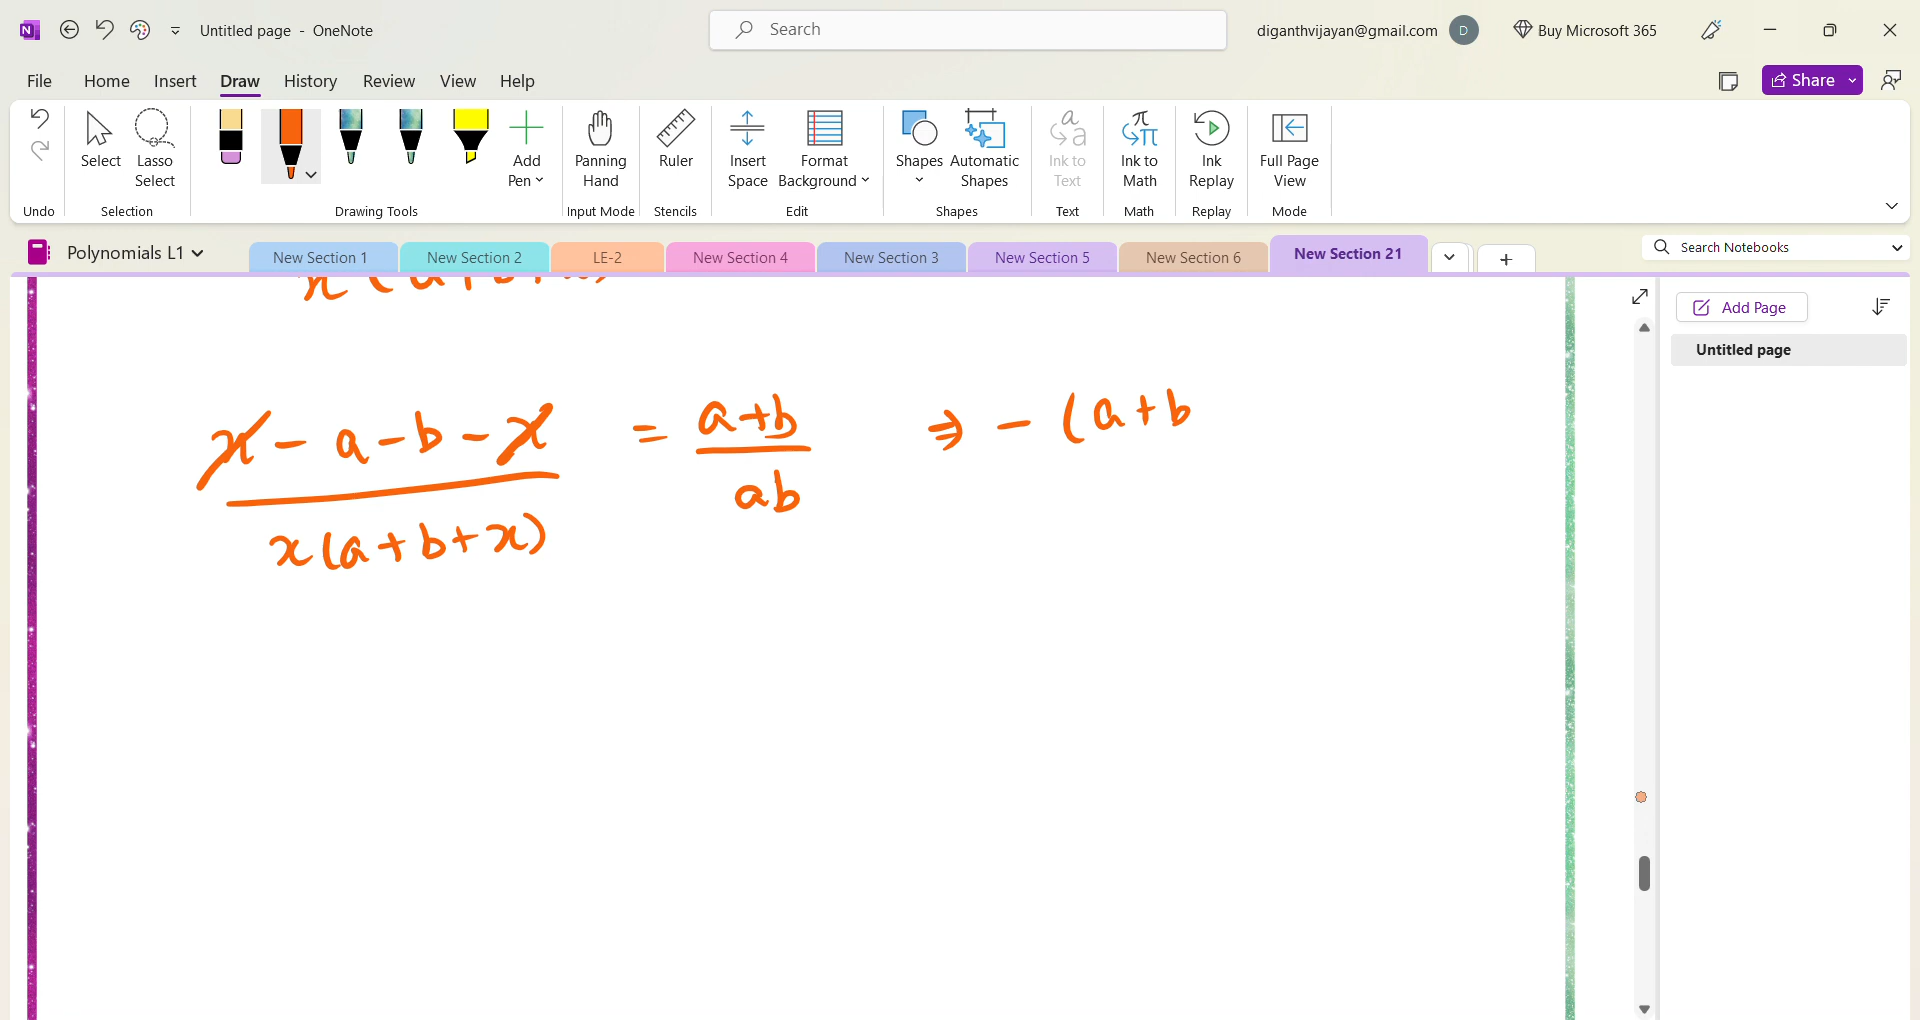 Untitled page - OneNote
Search
diganthvijayan@gmail.com
D
Buy Microsoft 365
File Home Insert Draw History Review View Help
Share
Select
Lasso Select
Add Pen
Panning Hand
Ruler
Insert Space
Format Background
Shapes
Automatic Shapes
Ink to Text
Ink to Math
Ink Replay
Full Page View
Undo Selection Drawing Tools Input Mode Stencils Edit Shapes Text Math Replay Mode
Polynomials L1
New Section 1 New Section 2 LE-2 New Section 4 New Section 3 New Section 5 New Section 6 New Section 21
Search Notebooks
Add Page
Untitled page
x - a - b - x = a+b ⇒ - (a+b
x(a+b+x) ab